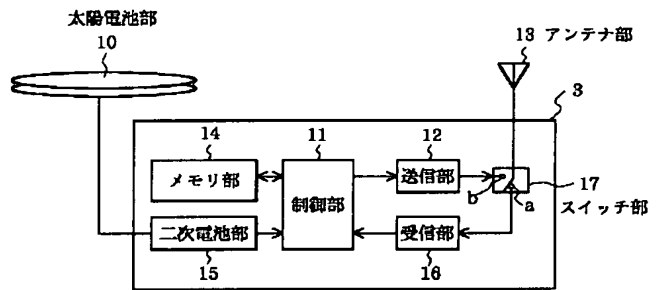 太陽電池部
10
13 アンテナ部
3
14
11
12
メモリ部
制御部
送信部
b
a
17
スイッチ部
二次電池部
受信部
15
16